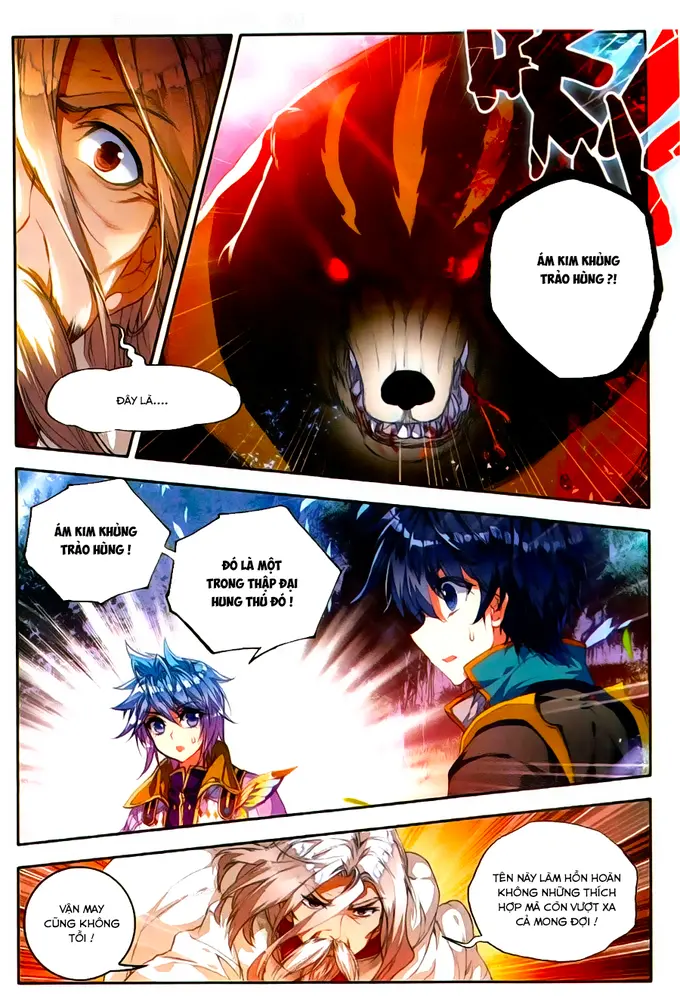 ĐÂY LÀ....
ÁM KIM KHỦNG
TRẢO HÙNG ?!
ÁM KIM KHỦNG
TRẢO HÙNG !
ĐÓ LÀ MỘT
TRONG THẬP ĐẠI
HUNG THÚ ĐÓ !
VẬN MAY
CŨNG KHÔNG
TỒI !
TÊN NÀY LÀM HỒN HOÀN
KHÔNG NHỮNG THÍCH
HỢP MÀ CÒN VƯỢT XA
CẢ MONG ĐỢI !